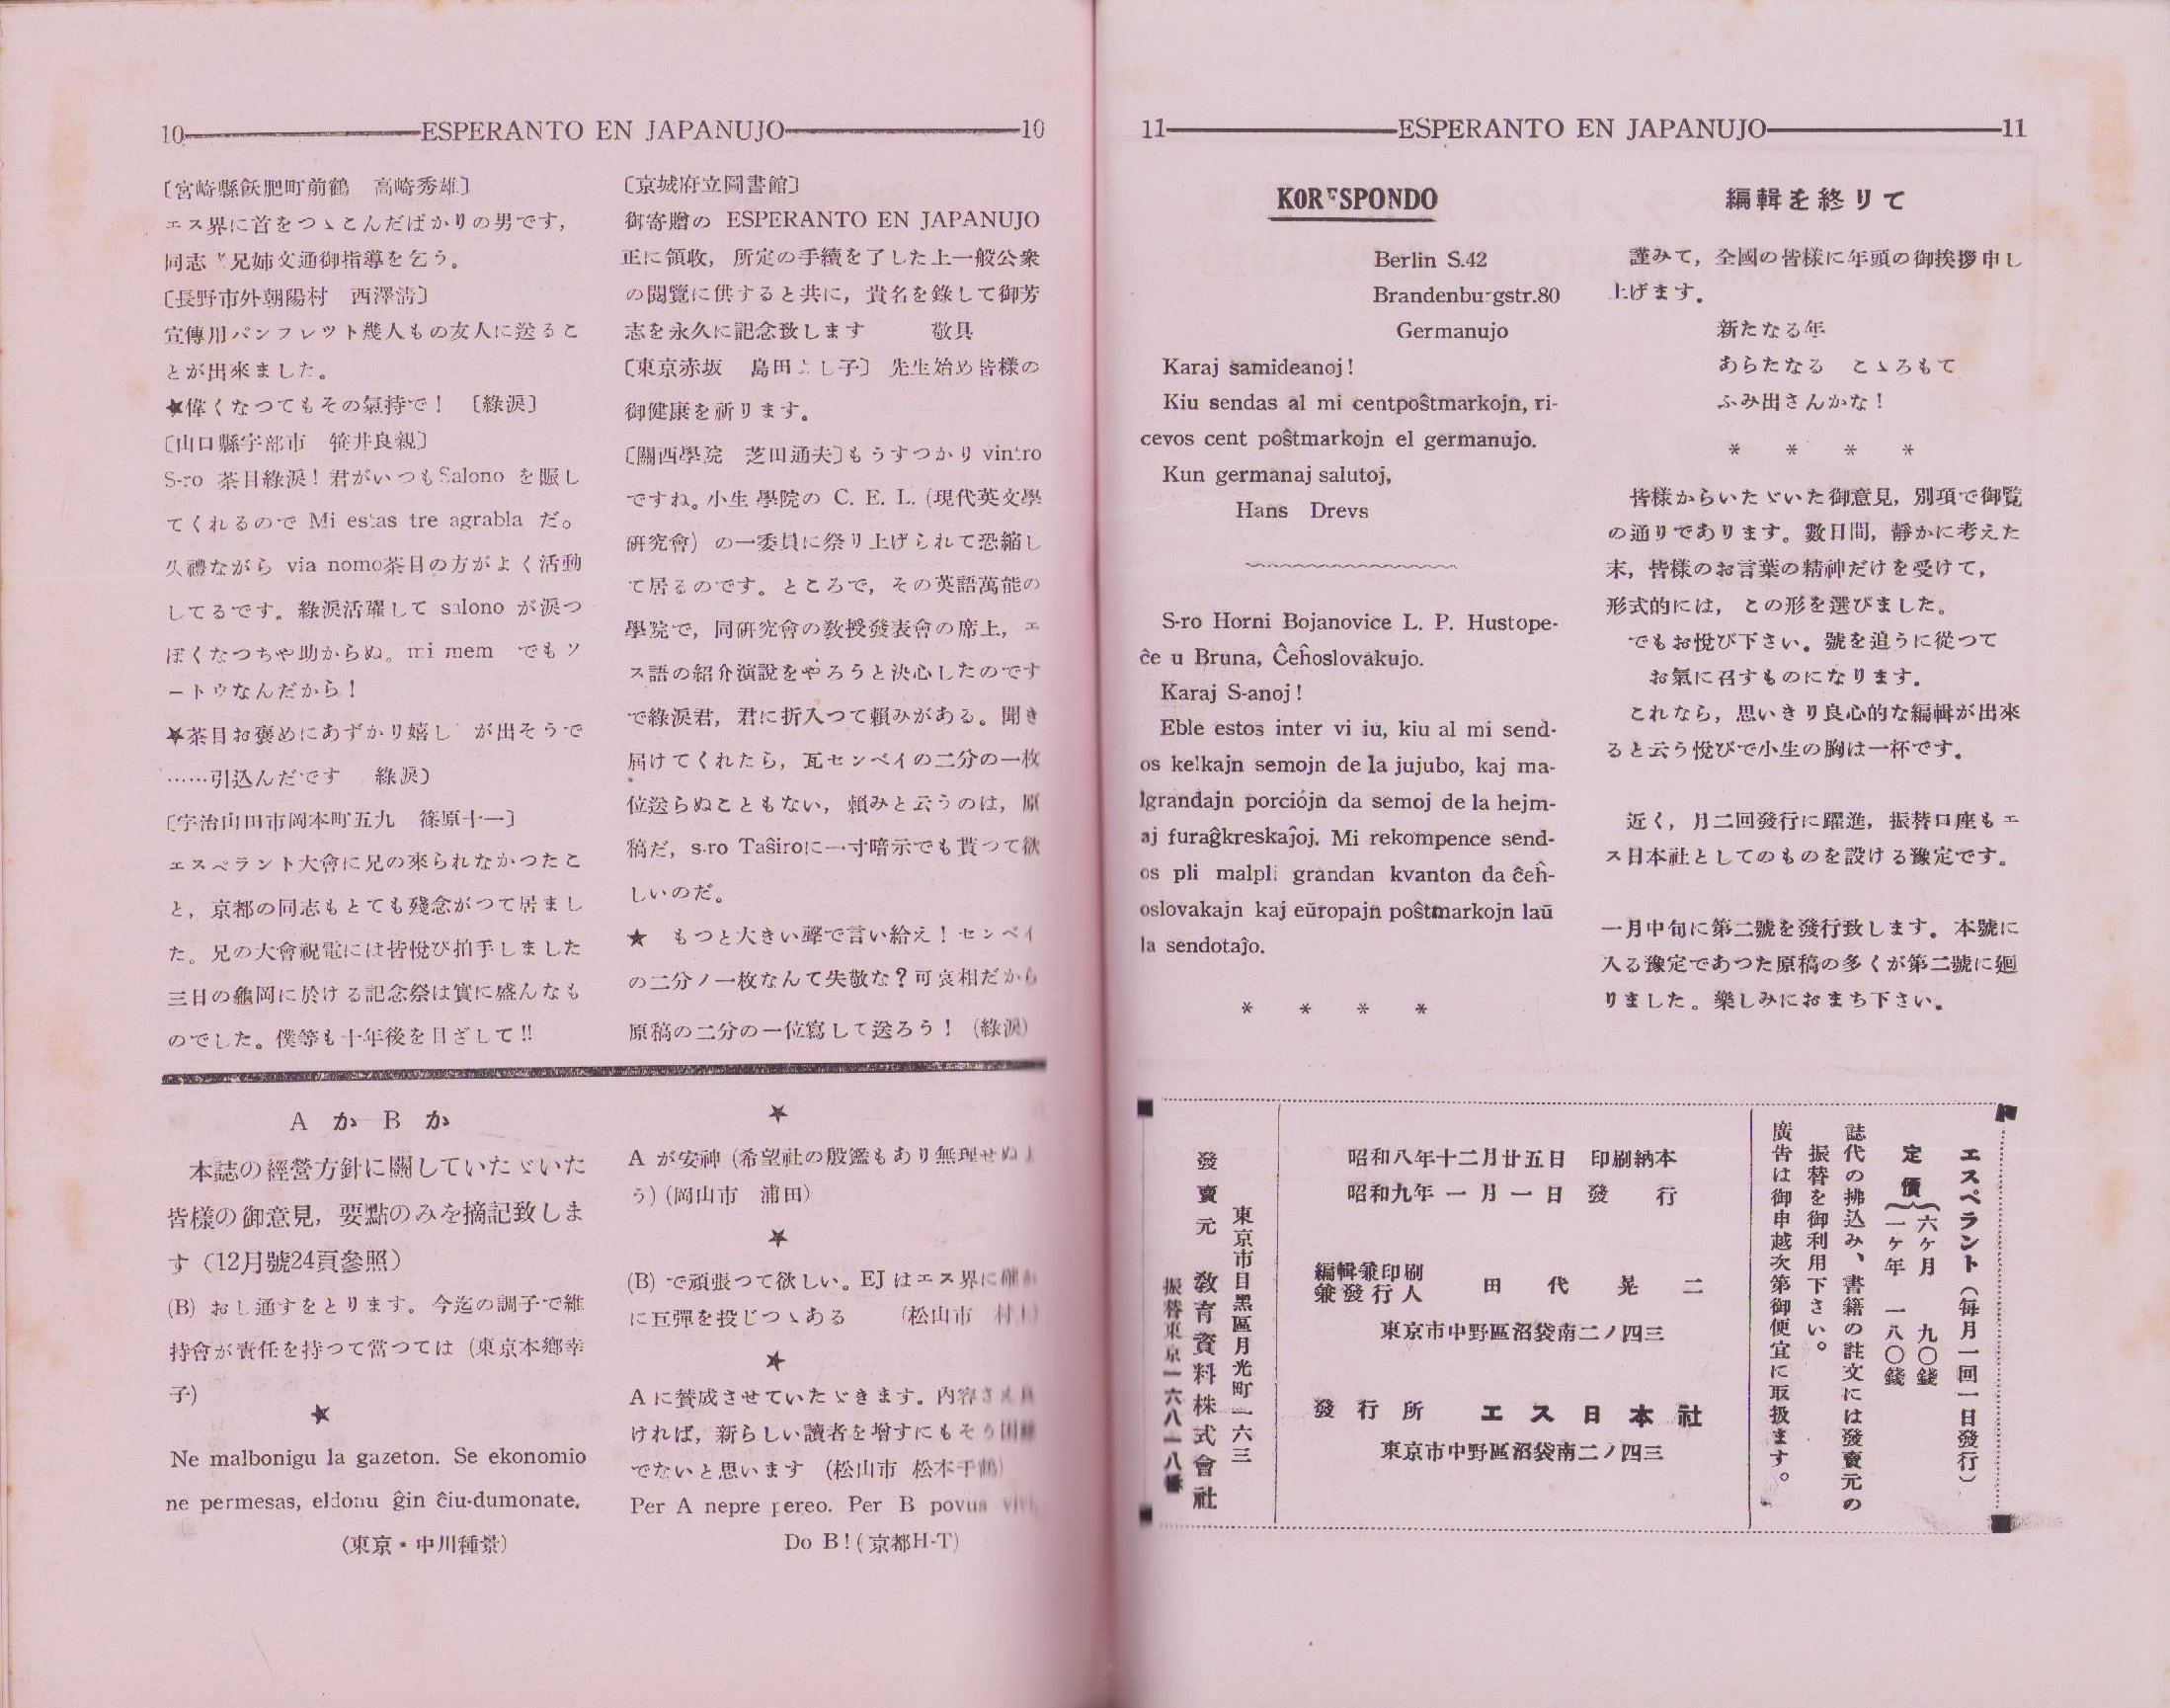 10 ESPERANTO EN JAPANUJO 10
〔宮崎縣飫肥町前鶴 高崎秀雄〕
エス界に首をつゝこんだばかりの男です,
同志 兄姉文通御指導を乞う。
〔長野市外朝陽村 西澤清〕
宣傳用パンフレツト幾人もの友人に送るこ
とが出來ました。
★偉くなつてもその氣持で! 〔綠涙〕
〔山口縣宇部市 笹井良親〕
S-ro 茶目綠涙! 君がいつもSalono を賑し
てくれるので Mi estas tre agrabla だ。
久禮ながら via nomo茶目の方がよく活動
してるです。綠涙活躍して salono が涙つ
ぽくなつちや助からぬ。mi mem でもソ
ートウなんだから!
★茶目お褒めにあずかり嬉し が出そうで
……引込んだです 綠涙)
〔宇治山田市岡本町五九 篠原十一〕
エスペラント大會に兄の來られなかつたこ
と, 京都の同志もとても殘念がつて居まし
た。兄の大會祝電には皆悅び拍手しました
三日の龜岡に於ける記念祭は實に盛んなも
のでした。僕等も十年後を目ざして!!
〔京城府立圖書館〕
御寄贈の ESPERANTO EN JAPANUJO
正に領收, 所定の手續を了した上一般公衆
の閲覽に供すると共に, 貴名を錄して御芳
志を永久に記念致します 敬具
〔東京赤坂 島田よし子〕 先生始め皆様の
御健康を祈ります。
〔關西學院 芝田通夫〕もうすつかり vintro
ですね。小生學院の C. E. L. (現代英文學
研究會) の一委員に祭り上げられて恐縮し
て居るのです。ところで, その英語萬能の
學院で, 同研究會の敎授發表會の席上, エ
ス語の紹介演説をやろうと決心したのです
で綠涙君, 君に折入つて賴みがある。聞き
届けてくれたら, 瓦センベイの二分の一枚
位送らぬこともない, 賴みと云うのは, 原
稿だ, s-ro Taŝiroに一寸暗示でも貰つて欲
しいのだ。
★ もつと大きい聲で言い給え! センベイ
の二分ノ一枚なんて失敬な? 可哀相だから
原稿の二分の一位寫して送ろう! (綠涙)
A か B か
本誌の經營方針に關していたゞいた
皆様の御意見, 要點のみを摘記致しま
す (12月號24頁參照)
(B) おし通すをとります。今迄の調子で維
持會が責任を持つて當つては (東京本郷幸
子)
★
Ne malbonigu la gazeton. Se ekonomio
ne permesas, eldonu ĝin ĉiu-dumonate.
(東京・中川種景)
★
A が安神 (希望社の殷鑑もあり無理せぬよ
う) (岡山市 浦田)
★
(B) で頑張つて欲しい。EJ はエス界に
に巨彈を投じつゝある (松山市 村上)
★
A に賛成させていたゞきます。内容さえ良
ければ, 新らしい讀者を增すにもそう困難
でないと思います (松山市 松本千鶴)
Per A nepre pereo. Per B povus vivi,
Do B! (京都H-T)
11 ESPERANTO EN JAPANUJO 11
KORESPONDO
Berlin S.42
Brandenburgstr.80
Germanujo
Karaj samideanoj!
Kiu sendas al mi centpoŝtmarkojn, ri-
cevos cent poŝtmarkojn el germanujo.
Kun germanaj salutoj,
Hans Drevs
S-ro Horni Bojanovice L. P. Hustope-
ĉe u Bruna, Ĉeĥoslovakujo.
Karaj S-anoj!
Eble estos inter vi iu, kiu al mi send-
os kelkajn semojn de la jujubo, kaj ma-
lgrandajn porciojn da semoj de la hejm-
aj furaĝkreskaĵoj. Mi rekompence send-
os pli malpli grandan kvanton da ĉeĥ-
oslovakajn kaj eŭropajn poŝtmarkojn laŭ
la sendotaĵo.
* * * *
編輯を終りて
謹みて, 全國の皆様に年頭の御挨拶申し
上げます。
新たなる年
あらたなる こゝろもて
ふみ出さんかな!
* * * *
皆様からいたゞいた御意見, 別項で御覽
の通りであります。數日間, 靜かに考えた
末, 皆様のお言葉の精神だけを受けて,
形式的には, この形を選びました。
でもお悅び下さい。號を追うに從つて
お氣に召すものになります。
これなら, 思いきり良心的な編輯が出來
ると云う悅びで小生の胸は一杯です。
近く, 月二回發行に躍進, 振替口座もエ
ス日本社としてのものを設ける豫定です。
一月中旬に第二號を發行致します。本號に
入る豫定であつた原稿の多くが第二號に廻
りました。樂しみにおまち下さい。
エスペラント(毎月一回一日發行)
定價{六ヶ月 九〇錢
一ヶ年 一八〇錢
誌代の拂込み、書籍の註文には發賣元の
振替を御利用下さい。
廣告は御申越次第御便宜に取扱ます。
昭和八年十二月廿五日 印刷納本
昭和九年一月一日 發行
編輯兼印刷
兼發行人 田代晃二
東京市中野區沼袋南二ノ四三
發行所 エス日本社
東京市中野區沼袋南二ノ四三
東京市目黑區月光町一六三
發賣元 敎育資料株式會社
振替東京一六八一八番